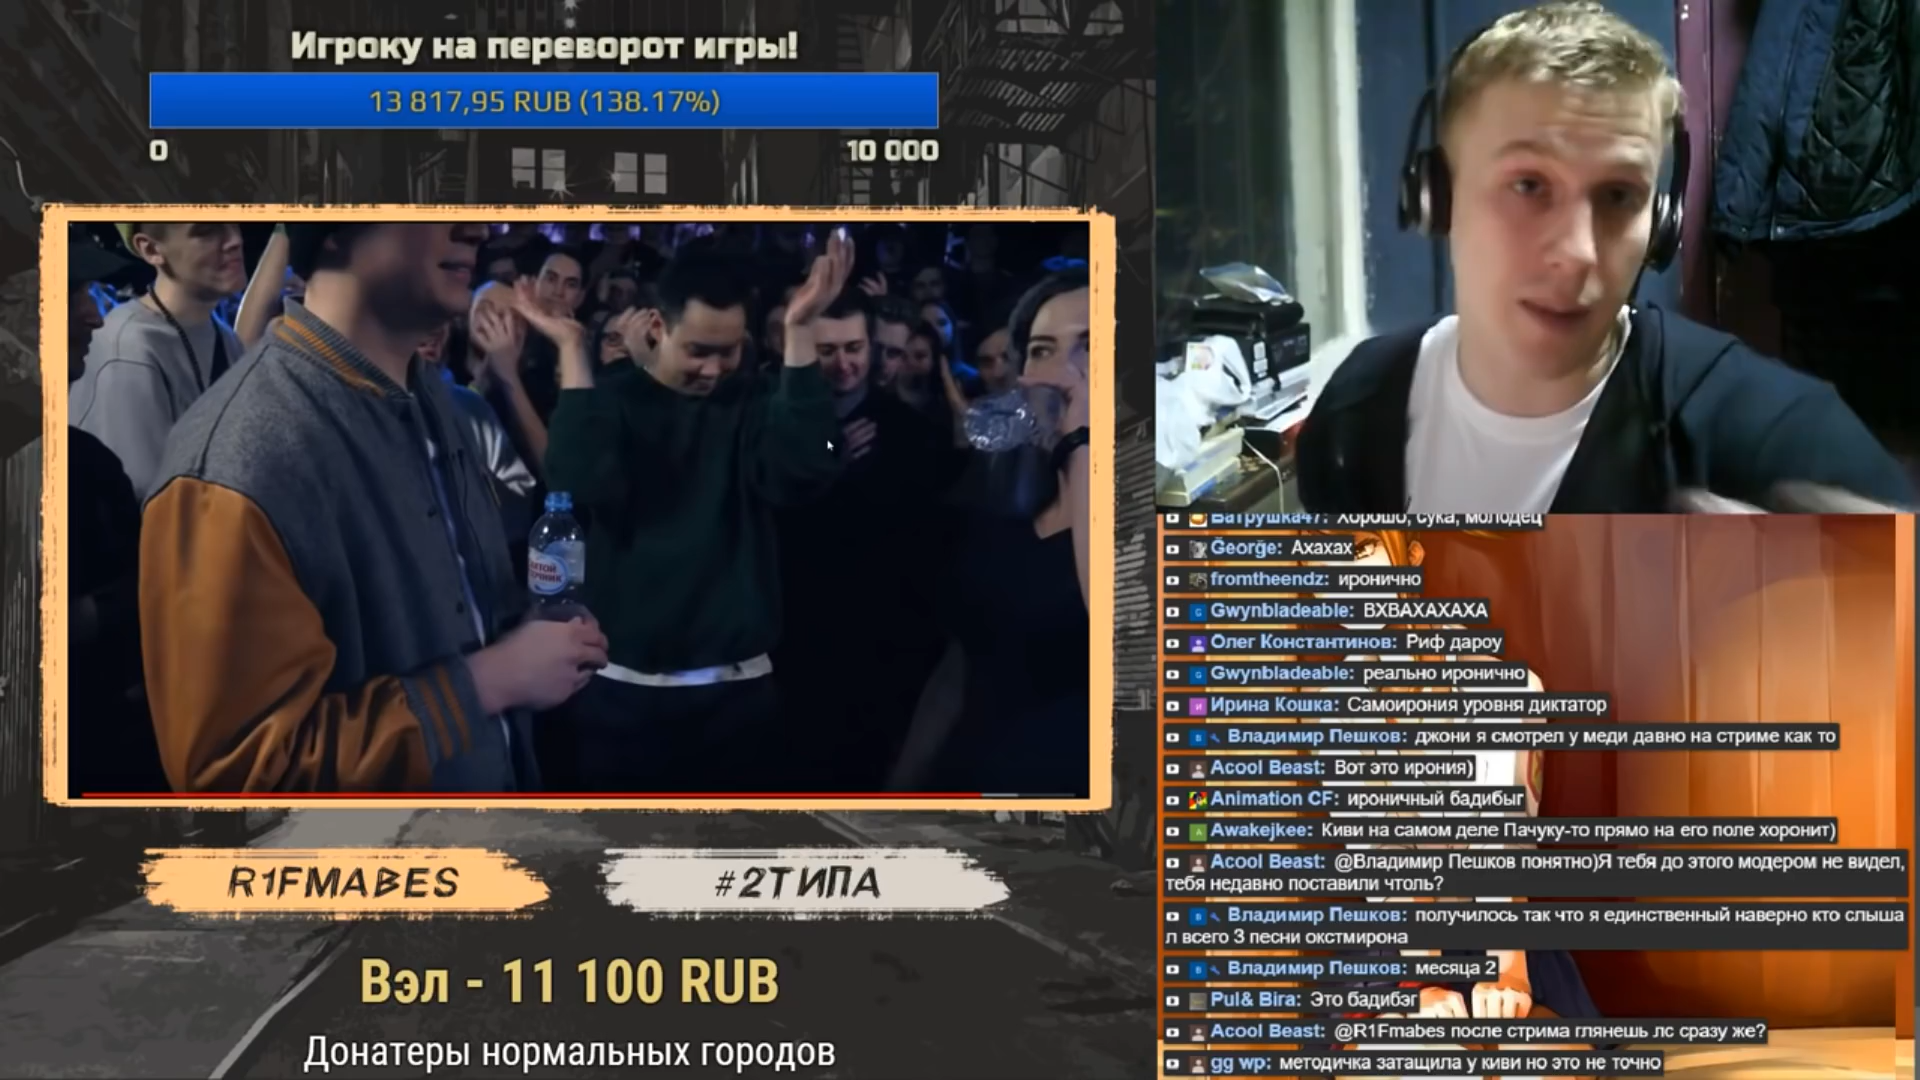 Игроку на переворот игры!
13 817,95 RUB (138.17%)
0
10 000
R1FMABES
#2ТИПА
Вэл - 11 100 RUB
Донатеры нормальных городов
Ватрушка47: Хорошо, сука, молодец
Ğeorğe: Ахахах
fromtheendz: иронично
Gwynbladeable: ВХВАХАХАХА
Олег Константинов: Риф дароу
Gwynbladeable: реально иронично
Ирина Кошка: Самоирония уровня диктатор
Владимир Пешков: джони я смотрел у меди давно на стриме как то
Acool Beast: Вот это ирония)
Animation CF: ироничный бадибыг
Awakejkee: Киви на самом деле Пачуку-то прямо на его поле хоронит)
Acool Beast: @Владимир Пешков понятно)Я тебя до этого модером не видел,
тебя недавно поставили чтоль?
Владимир Пешков: получилось так что я единственный наверно кто слыша
л всего 3 песни окстмирона
Владимир Пешков: месяца 2
Pul& Bira: Это бадибэг
Acool Beast: @R1Fmabes после стрима глянешь лс сразу же?
gg wp: методичка затащила у киви но это не точно